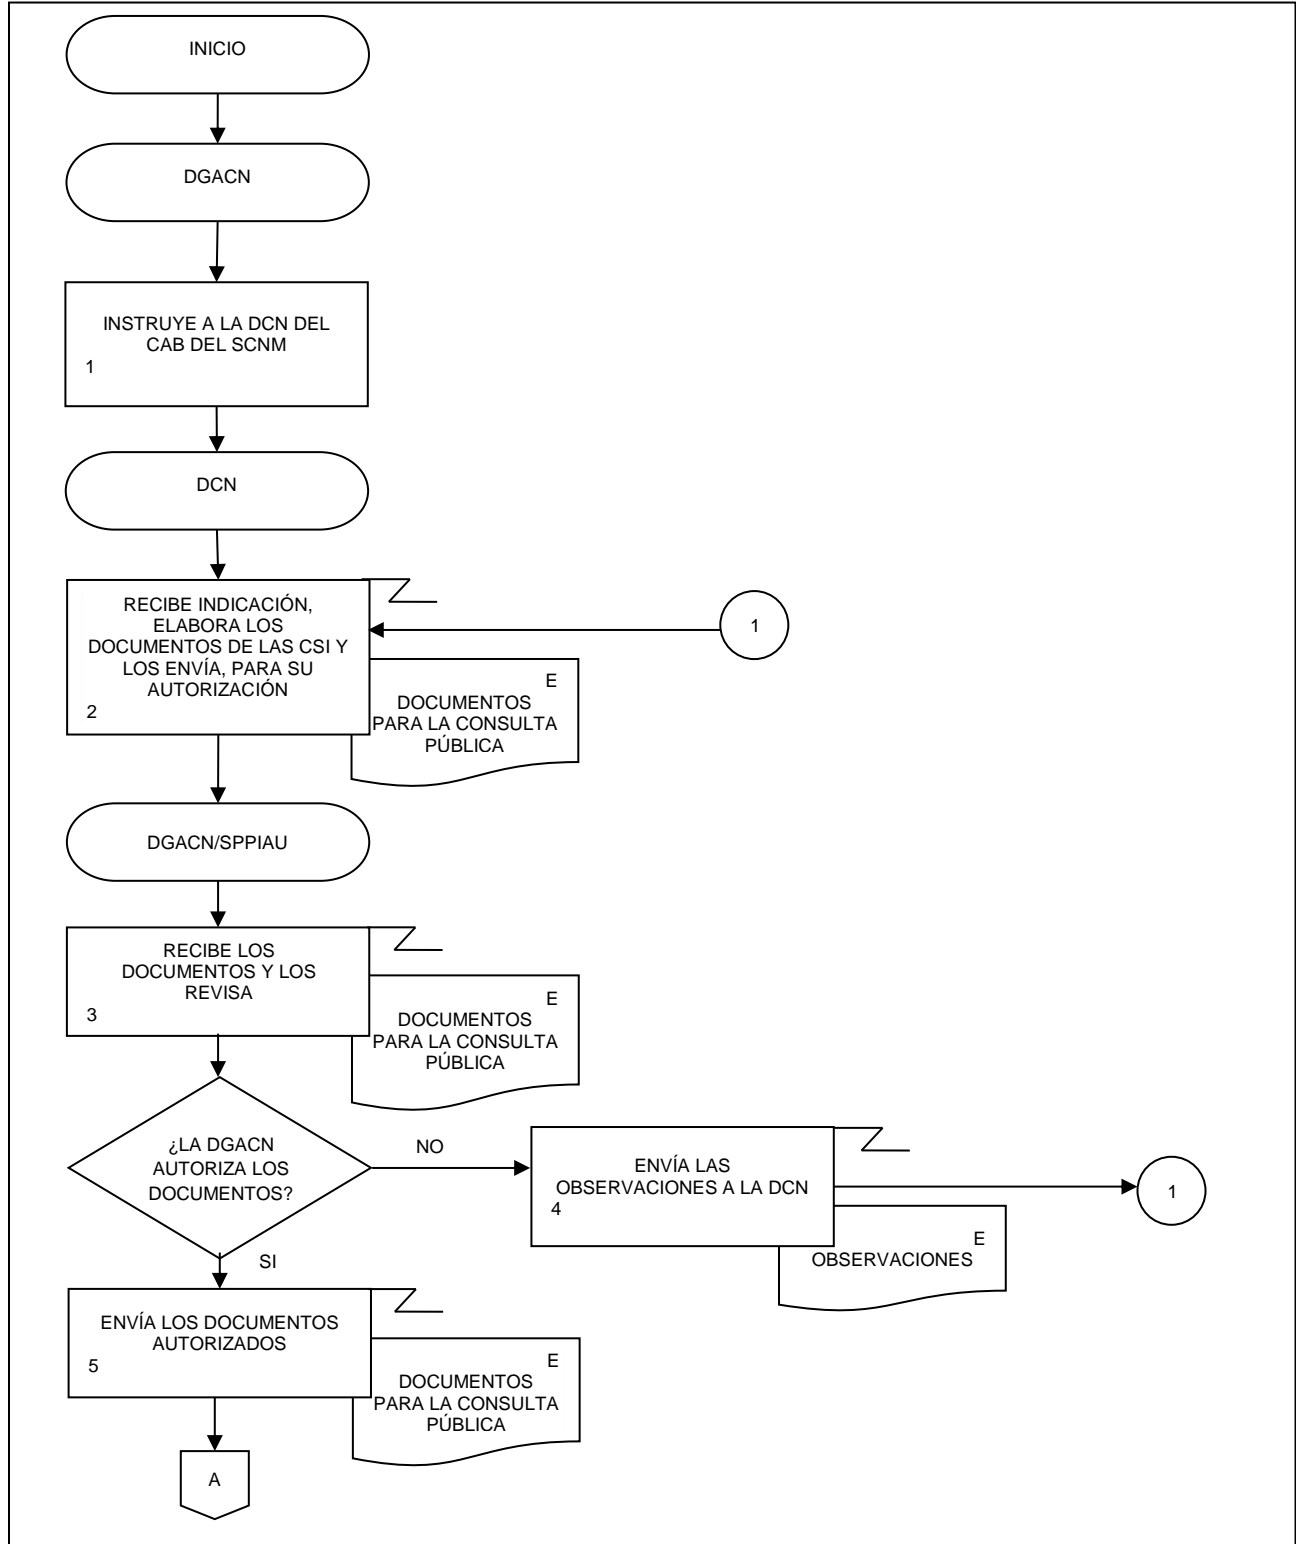 INICIO
DGACN
INSTRUYE A LA DCN DEL
CAB DEL SCNM
1
DCN
RECIBE INDICACIÓN,
ELABORA LOS
DOCUMENTOS DE LAS CSI Y
LOS ENVÍA, PARA SU
AUTORIZACIÓN
2
1
E
DOCUMENTOS
PARA LA CONSULTA
PÚBLICA
DGACN/SPPIAU
RECIBE LOS
DOCUMENTOS Y LOS
REVISA
3
E
DOCUMENTOS
PARA LA CONSULTA
PÚBLICA
¿LA DGACN
AUTORIZA LOS
DOCUMENTOS?
NO
ENVÍA LAS
OBSERVACIONES A LA DCN
4
1
E
OBSERVACIONES
SI
ENVÍA LOS DOCUMENTOS
AUTORIZADOS
5
E
DOCUMENTOS
PARA LA CONSULTA
PÚBLICA
A